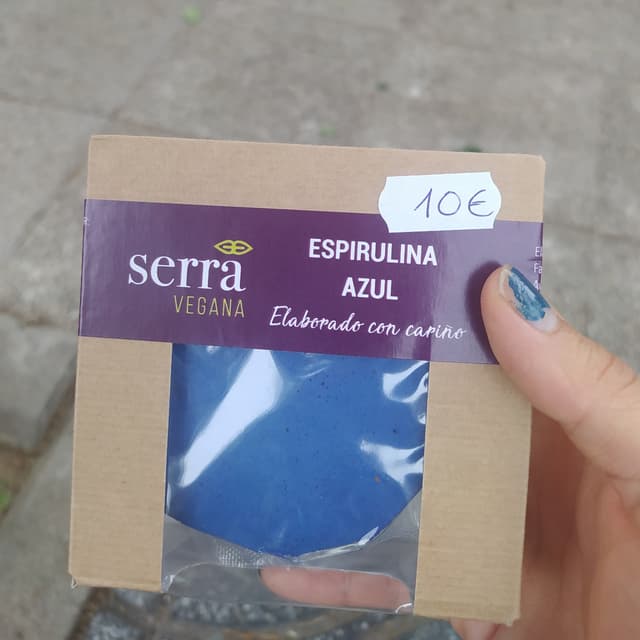 10€
serra
VEGANA
ESPIRULINA
AZUL
Elaborado con cariño